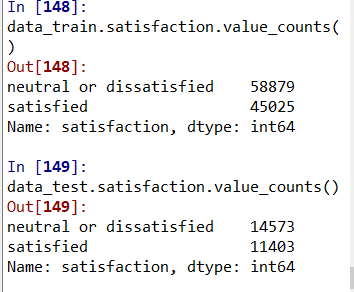 In [148]:
data_train.satisfaction.value_counts(
)
Out[148]:
neutral or dissatisfied    58879
satisfied                  45025
Name: satisfaction, dtype: int64
In [149]:
data_test.satisfaction.value_counts()
Out[149]:
neutral or dissatisfied    14573
satisfied                  11403
Name: satisfaction, dtype: int64